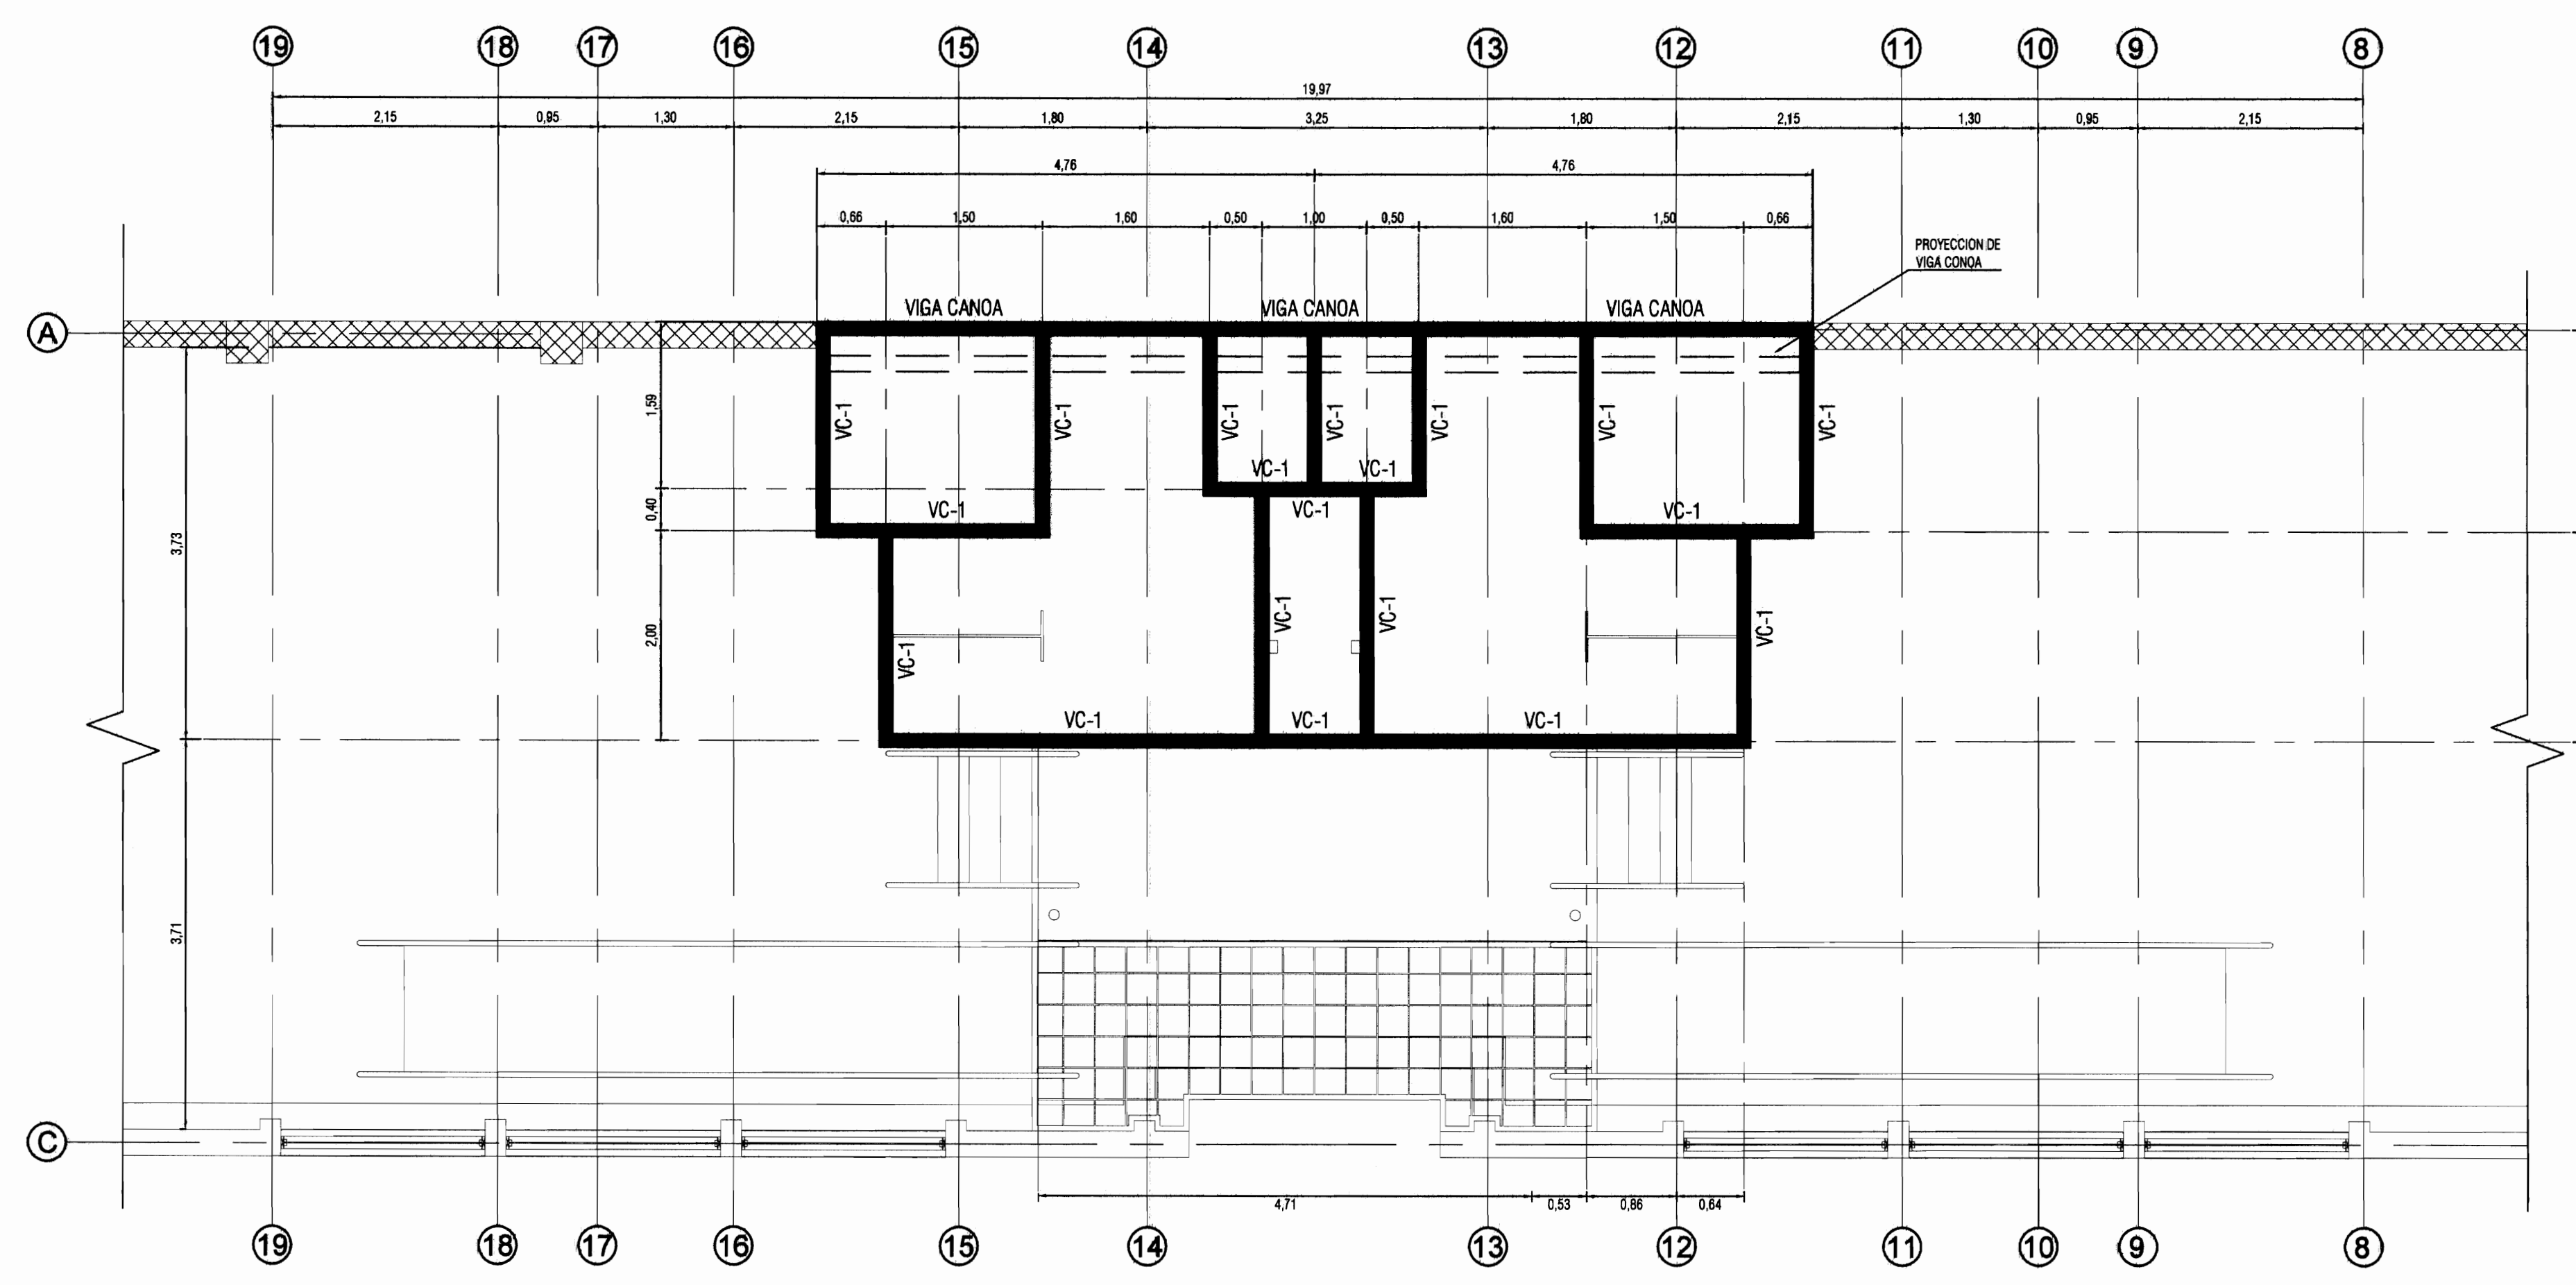 19 18 17 16 15 14 13 12 11 10 9 8
19,97
2,15 0,95 1,30 2,15 1,80 3,25 1,80 2,15 1,30 0,95 2,15
4,76 4,76
0,66 1,50 1,60 0,50 1,00 0,50 1,60 1,50 0,66
PROYECCION DE
VIGA CONOA
VIGA CANOA VIGA CANOA VIGA CANOA
A
1,59
VC-1 VC-1 VC-1 VC-1 VC-1 VC-1 VC-1
VC-1 VC-1
0,40
VC-1 VC-1 VC-1
3,73
2,00
VC-1 VC-1 VC-1 VC-1
VC-1 VC-1 VC-1
3,71
C
4,71 0,53 0,86 0,64
19 18 17 16 15 14 13 12 11 10 9 8